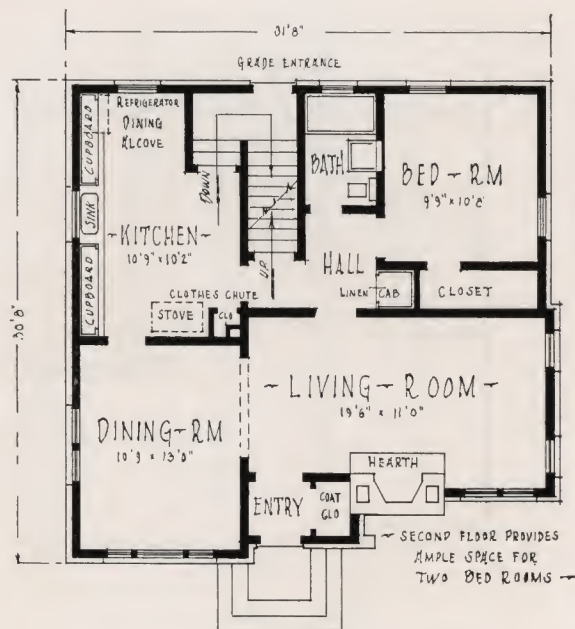 31'8"
GRADE ENTRANCE
REFRIGERATOR
DINING
ALCOVE
CUPBOARD
SINK
CUPBOARD
DOWN
UP
BATH
BED-RM
9'9" x 10'8
-KITCHEN-
10'9" x 10'2"
HALL
CLOTHES CHUTE
STOVE
CLO
LINEN
CAB
CLOSET
30'8"
-LIVING-ROOM-
19'6" x 11'0"
DINING-RM
10'9 x 13'0"
HEARTH
ENTRY
COAT
CLO
- SECOND FLOOR PROVIDES
AMPLE SPACE FOR
TWO BED ROOMS -